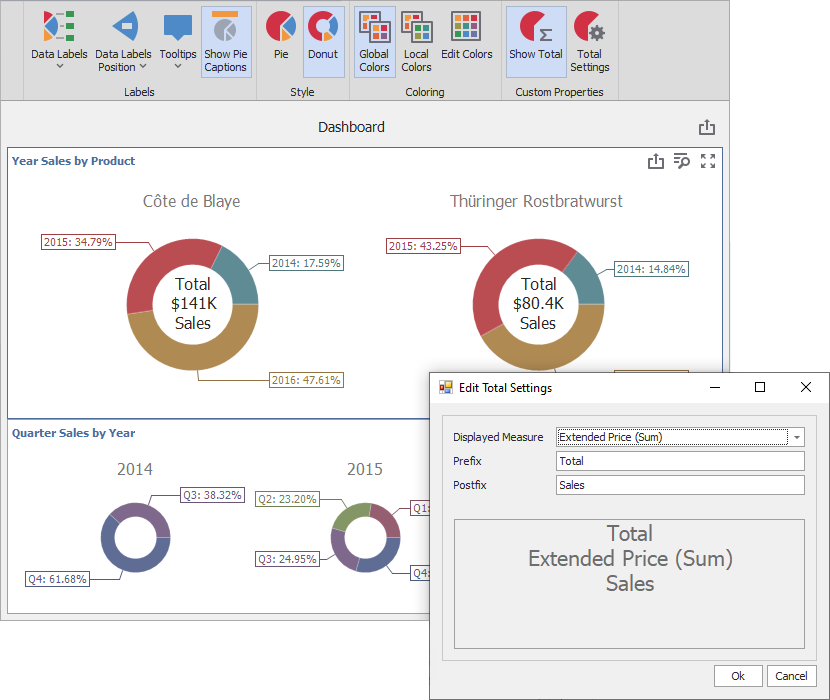 Data Labels
Data Labels Position
Tooltips
Show Pie Captions
Labels
Pie
Donut
Style
Global Colors
Local Colors
Edit Colors
Coloring
Show Total
Total Settings
Custom Properties
Dashboard
Year Sales by Product
Côte de Blaye
2015: 34.79%
2014: 17.59%
Total
$141K
Sales
2016: 47.61%
Thüringer Rostbratwurst
2015: 43.25%
2014: 14.84%
Total
$80.4K
Sales
Quarter Sales by Year
2014
Q3: 38.32%
Q4: 61.68%
2015
Q2: 23.20%
Q1:
Q3: 24.95%
Q4:
Edit Total Settings
Displayed Measure
Extended Price (Sum)
Prefix
Total
Postfix
Sales
Total
Extended Price (Sum)
Sales
Ok
Cancel